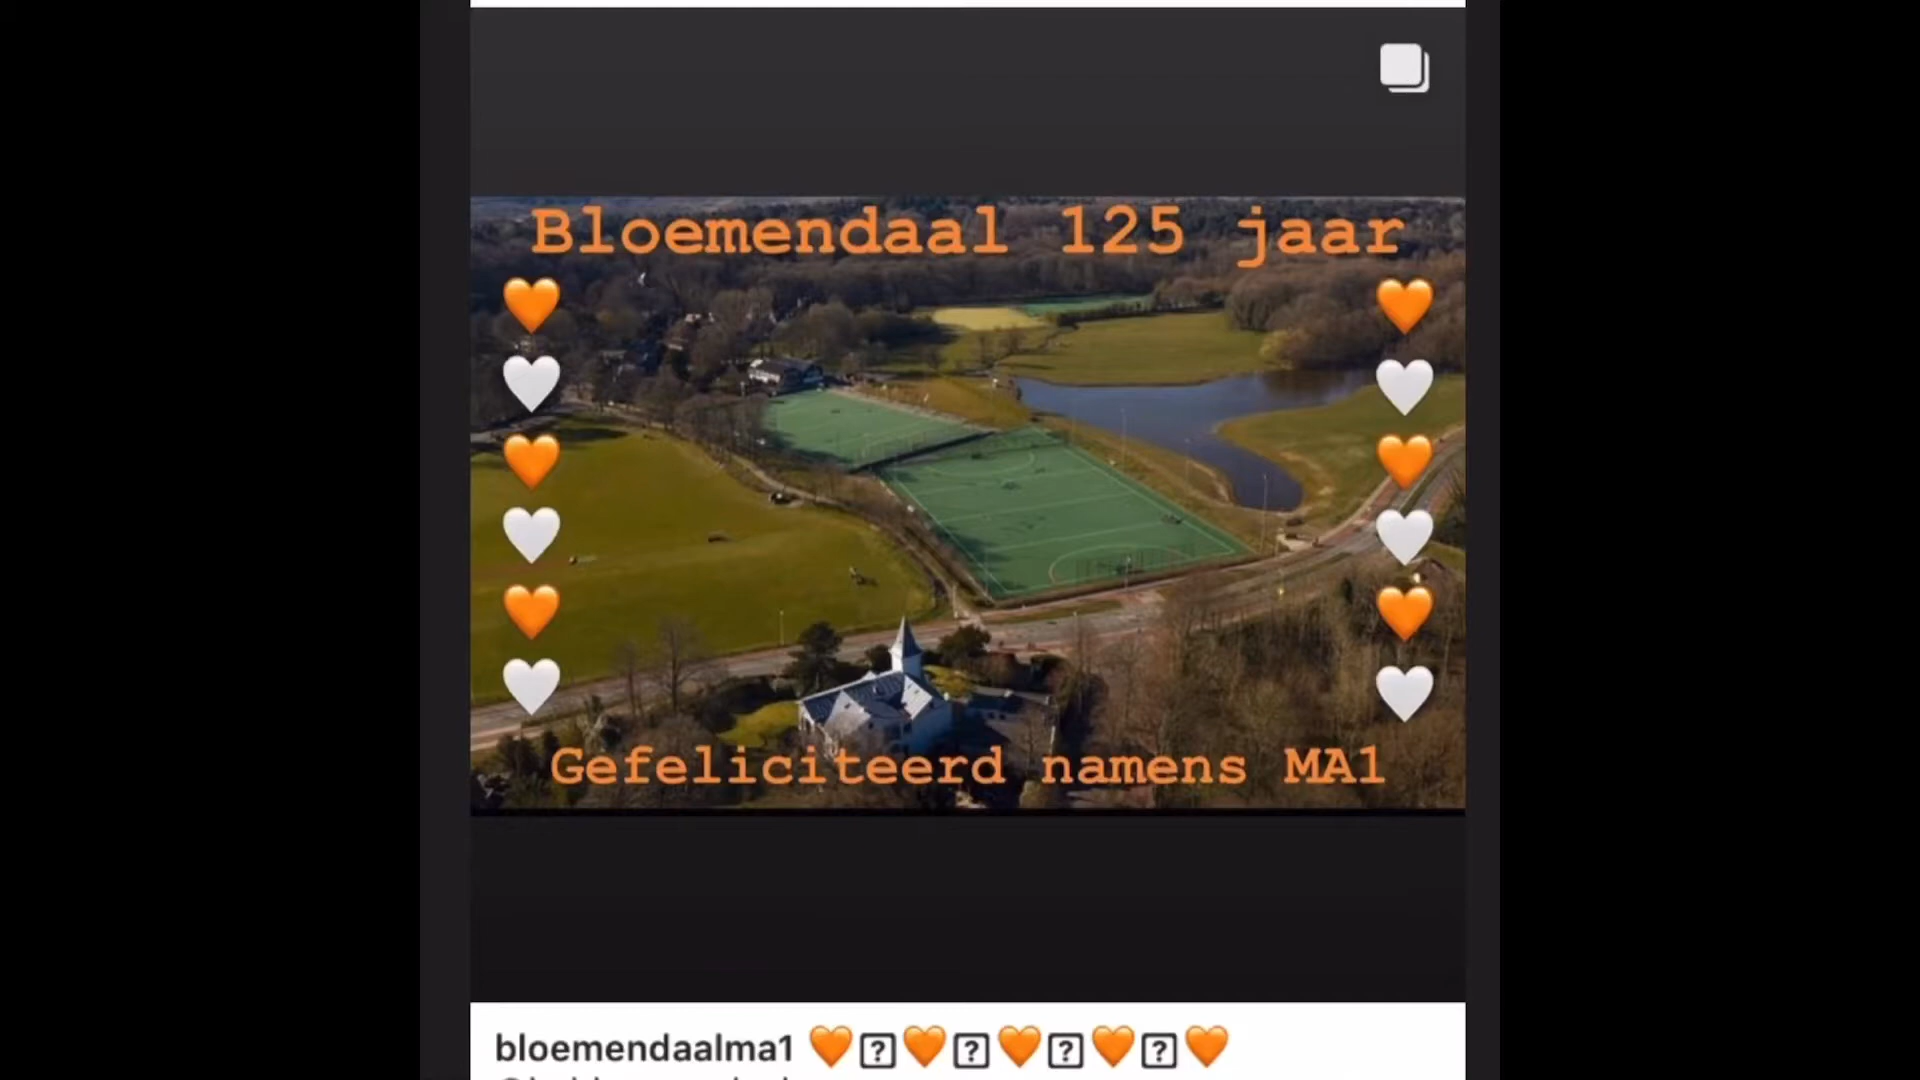 Bloemendaal 125 jaar
Gefeliciteerd namens MA1
bloemendaalma1 🧡⍰🧡⍰🧡⍰🧡⍰🧡